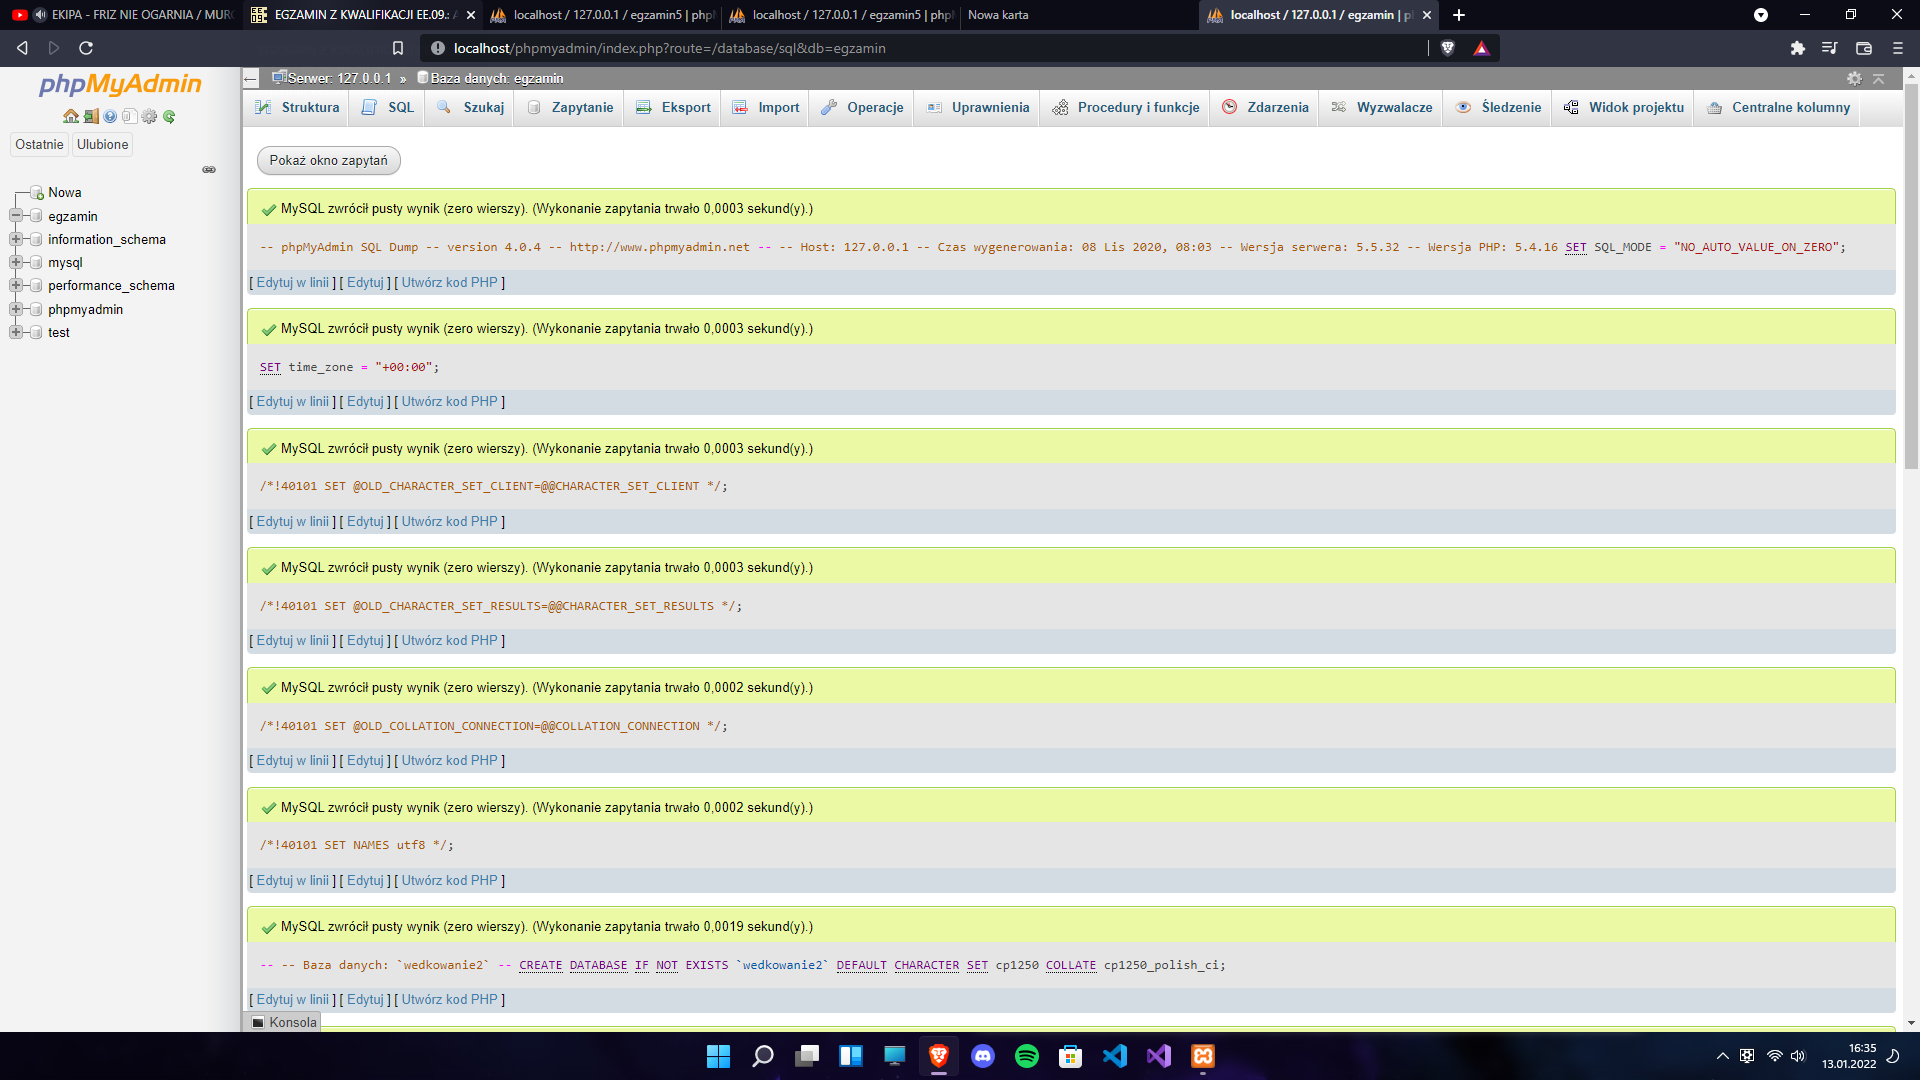 EKIPA - FRIZ NIE OGARNIA / MURO
EGZAMIN Z KWALIFIKACJI EE.09.: A
localhost / 127.0.0.1 / egzamin5 | php
localhost / 127.0.0.1 / egzamin5 | php
Nowa karta
localhost / 127.0.0.1 / egzamin | p
localhost/phpmyadmin/index.php?route=/database/sql&db=egzamin
phpMyAdmin
Ostatnie
Ulubione
Nowa
egzamin
information_schema
mysql
performance_schema
phpmyadmin
test
Serwer: 127.0.0.1 » Baza danych: egzamin
Struktura SQL Szukaj Zapytanie Eksport Import Operacje Uprawnienia Procedury i funkcje Zdarzenia Wyzwalacze Śledzenie Widok projektu Centralne kolumny
Pokaż okno zapytań
MySQL zwrócił pusty wynik (zero wierszy). (Wykonanie zapytania trwało 0,0003 sekund(y).)
-- phpMyAdmin SQL Dump -- version 4.0.4 -- http://www.phpmyadmin.net -- -- Host: 127.0.0.1 -- Czas wygenerowania: 08 Lis 2020, 08:03 -- Wersja serwera: 5.5.32 -- Wersja PHP: 5.4.16 SET SQL_MODE = "NO_AUTO_VALUE_ON_ZERO";
[ Edytuj w linii ] [ Edytuj ] [ Utwórz kod PHP ]
MySQL zwrócił pusty wynik (zero wierszy). (Wykonanie zapytania trwało 0,0003 sekund(y).)
SET time_zone = "+00:00";
[ Edytuj w linii ] [ Edytuj ] [ Utwórz kod PHP ]
MySQL zwrócił pusty wynik (zero wierszy). (Wykonanie zapytania trwało 0,0003 sekund(y).)
/*!40101 SET @OLD_CHARACTER_SET_CLIENT=@@CHARACTER_SET_CLIENT */;
[ Edytuj w linii ] [ Edytuj ] [ Utwórz kod PHP ]
MySQL zwrócił pusty wynik (zero wierszy). (Wykonanie zapytania trwało 0,0003 sekund(y).)
/*!40101 SET @OLD_CHARACTER_SET_RESULTS=@@CHARACTER_SET_RESULTS */;
[ Edytuj w linii ] [ Edytuj ] [ Utwórz kod PHP ]
MySQL zwrócił pusty wynik (zero wierszy). (Wykonanie zapytania trwało 0,0002 sekund(y).)
/*!40101 SET @OLD_COLLATION_CONNECTION=@@COLLATION_CONNECTION */;
[ Edytuj w linii ] [ Edytuj ] [ Utwórz kod PHP ]
MySQL zwrócił pusty wynik (zero wierszy). (Wykonanie zapytania trwało 0,0002 sekund(y).)
/*!40101 SET NAMES utf8 */;
[ Edytuj w linii ] [ Edytuj ] [ Utwórz kod PHP ]
MySQL zwrócił pusty wynik (zero wierszy). (Wykonanie zapytania trwało 0,0019 sekund(y).)
-- -- Baza danych: `wedkowanie2` -- CREATE DATABASE IF NOT EXISTS `wedkowanie2` DEFAULT CHARACTER SET cp1250 COLLATE cp1250_polish_ci;
[ Edytuj w linii ] [ Edytuj ] [ Utwórz kod PHP ]
Konsola
16:35
13.01.2022